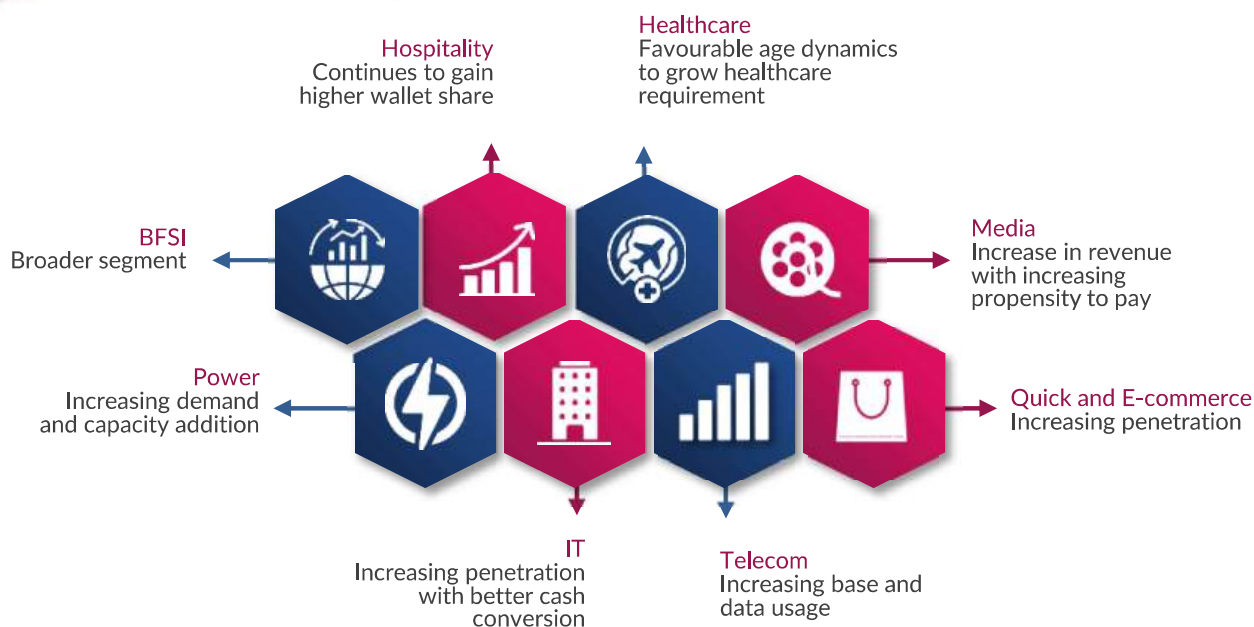 Hospitality
Continues to gain
higher wallet share
Healthcare
Favourable age dynamics
to grow healthcare
requirement
BFSI
Broader segment
Media
Increase in revenue
with increasing
propensity to pay
Power
Increasing demand
and capacity addition
Quick and E-commerce
Increasing penetration
IT
Increasing penetration
with better cash
conversion
Telecom
Increasing base and
data usage